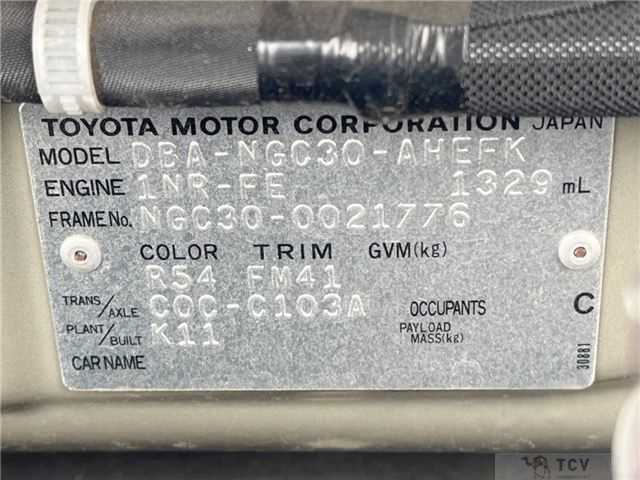 TOYOTA MOTOR CORPORATION JAPAN
MODEL DBA-NGC30-AHEFK
ENGINE 1NR-FE 1329 mL
FRAME No. NGC30-0021776
COLOR TRIM GVM(kg)
R54 FM41
TRANS/AXLE C0C-C103A OCCUPANTS C
PLANT/BUILT K11 PAYLOAD MASS(kg)
CAR NAME
30881
TCV